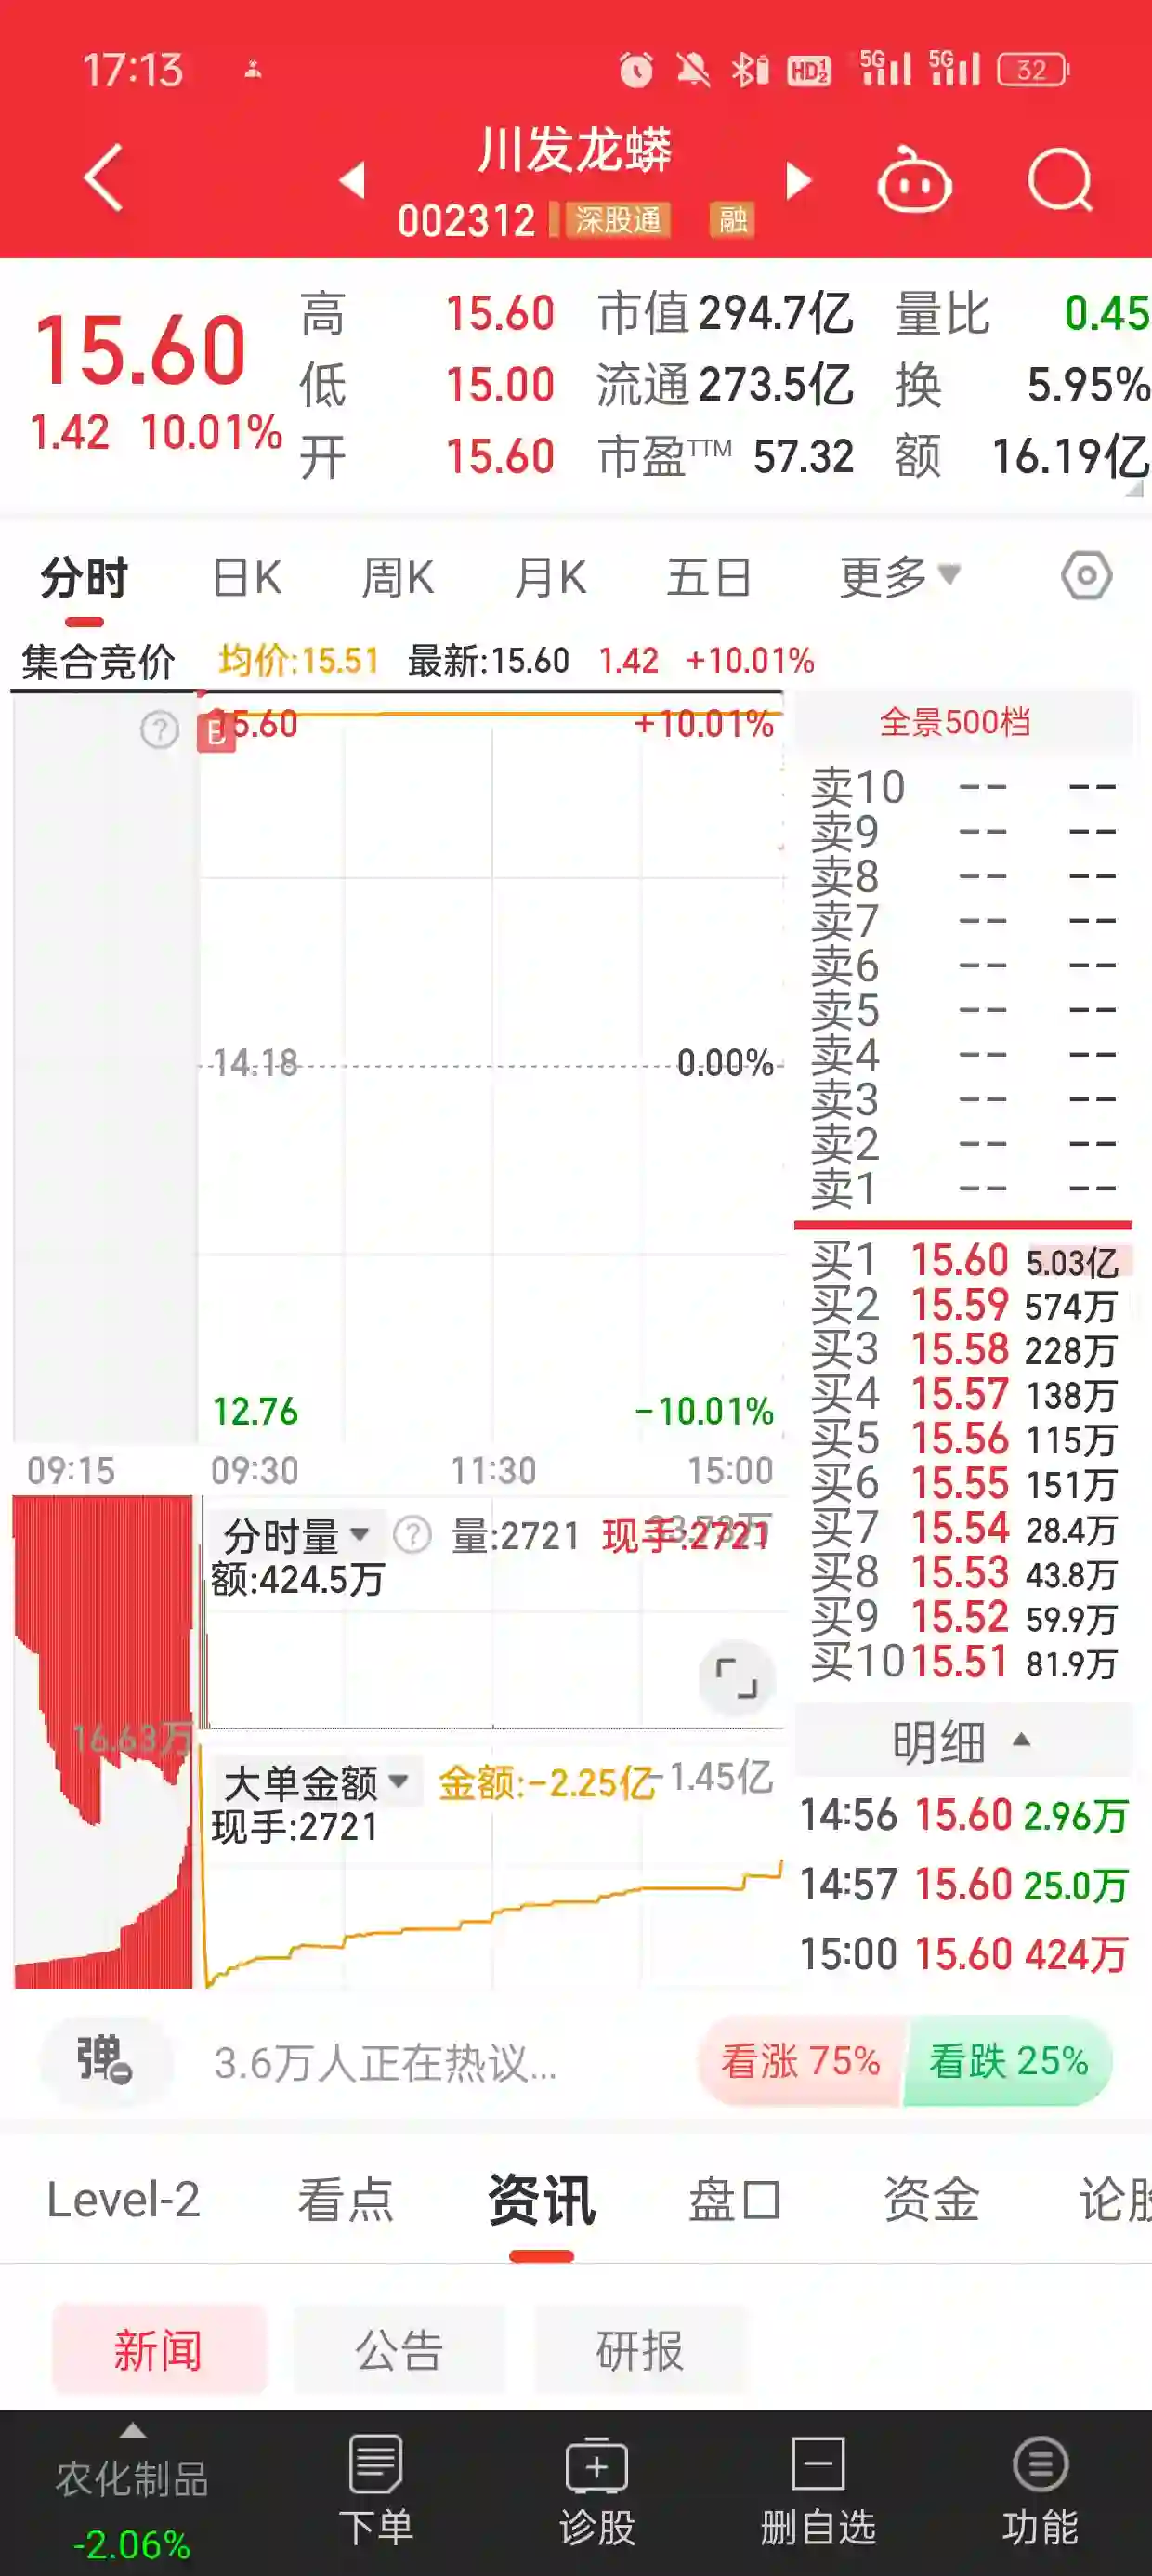 17:13 HD 1 2 5G 5G 32
川发龙蟒
002312 深股通 融
15.60
1.42 10.01%
高 15.60 市值 294.7亿 量比 0.45
低 15.00 流通 273.5亿 换 5.95%
开 15.60 市盈TTM 57.32 额 16.19亿
分时 日K 周K 月K 五日 更多
集合竞价 均价:15.51 最新:15.60 1.42 +10.01%
? E 15.60 +10.01%
14.18 0.00%
12.76 -10.01%
09:15 09:30 11:30 15:00
全景500档
卖10 -- --
卖9 -- --
卖8 -- --
卖7 -- --
卖6 -- --
卖5 -- --
卖4 -- --
卖3 -- --
卖2 -- --
卖1 -- --
买1 15.60 5.03亿
买2 15.59 574万
买3 15.58 228万
买4 15.57 138万
买5 15.56 115万
买6 15.55 151万
买7 15.54 28.4万
买8 15.53 43.8万
买9 15.52 59.9万
买10 15.51 81.9万
分时量 ? 量:2721 现手:2721
额:424.5万
16.63万
大单金额 金额:-2.25亿 -1.45亿
现手:2721
明细
14:56 15.60 2.96万
14:57 15.60 25.0万
15:00 15.60 424万
弹 3.6万人正在热议... 看涨 75% 看跌 25%
Level-2 看点 资讯 盘口 资金 论股
新闻 公告 研报
农化制品 下单 诊股 删自选 功能
-2.06%